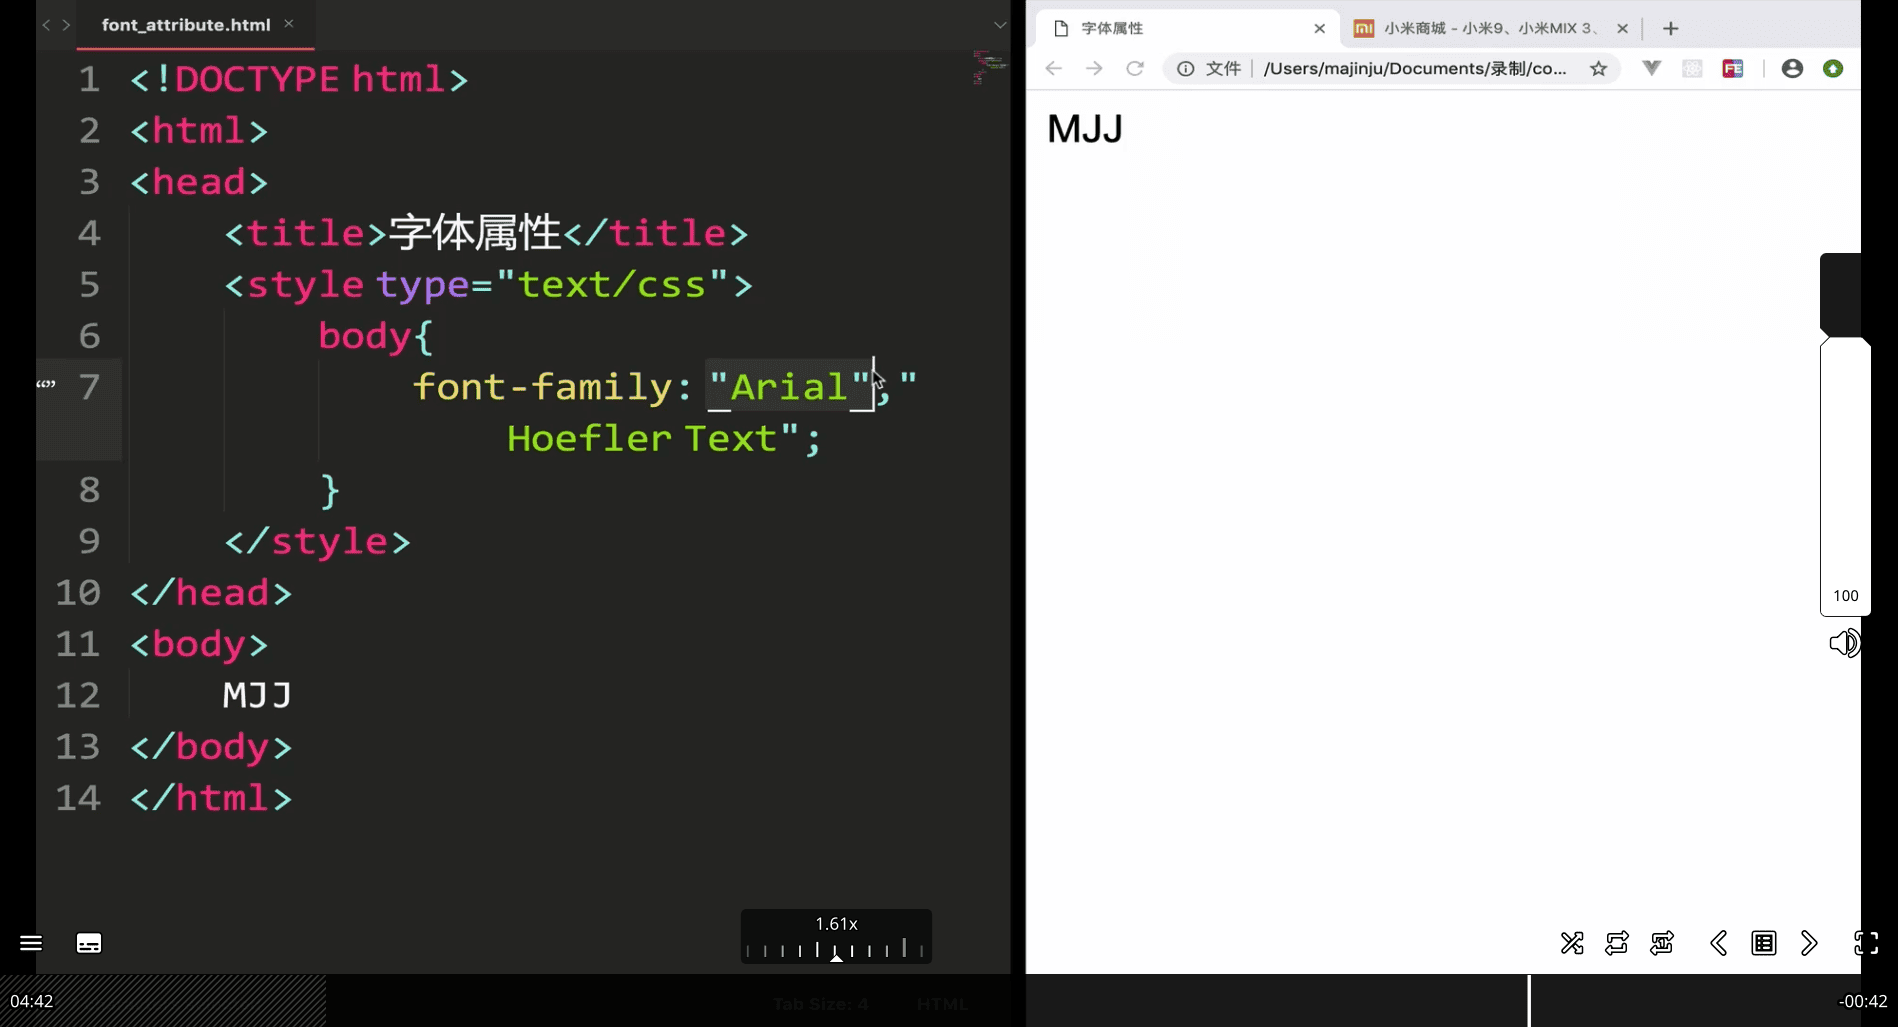 font_attribute.html
1 <!DOCTYPE html>
2 <html>
3 <head>
4 <title>字体属性</title>
5 <style type="text/css">
6 body{
“” 7 font-family: "Arial","
Hoefler Text";
8 }
9 </style>
10 </head>
11 <body>
12 MJJ
13 </body>
14 </html>
字体属性
小米商城 - 小米9、小米MIX 3、
文件 /Users/majinju/Documents/录制/co...
FE
MJJ
100
1.61x
04:42
Tab Size: 4
HTML
-00:42